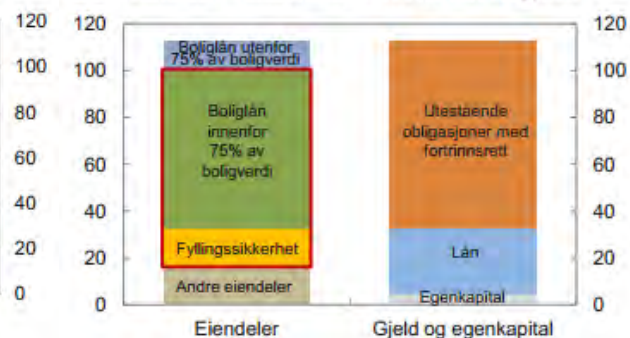 120
100
80
60
40
20
0
120
100
80
60
40
20
0
Boliglån utenfor
75% av boligverdi
Boliglån
innenfor
75% av
boligverdi
Fyllingssikkerhet
Andre eiendeler
Utestående
obligasjoner med
fortrinnsrett
Lån
Egenkapital
120
100
80
60
40
20
0
Eiendeler
Gjeld og egenkapital